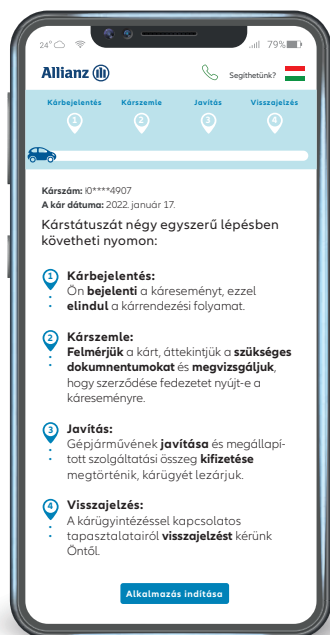 24°
79%
Allianz
Segíthetünk?
Kárbejelentés Kárszemle Javítás Visszajelzés
1 2 3 4
Kárszám: i0****4907
A kár dátuma: 2022. január 17.
Kárstátuszát négy egyszerű lépésben
követheti nyomon:
1 Kárbejelentés:
Ön bejelenti a káreseményt, ezzel
elindul a kárrendezési folyamat.
2 Kárszemle:
Felmérjük a kárt, áttekintjük a szükséges
dokmnentumokat és megvizsgáljuk,
hogy szerződése fedezetet nyújt-e a
káreseményre.
3 Javítás:
Gépjárművének javítása és megállapí-
tott szolgáltatási összeg kifizetése
megtörténik, kárügyét lezárjuk.
4 Visszajelzés:
A kárügyintézéssel kapcsolatos
tapasztalatairól visszajelzést kérünk
Öntől.
Alkalmazás indítása